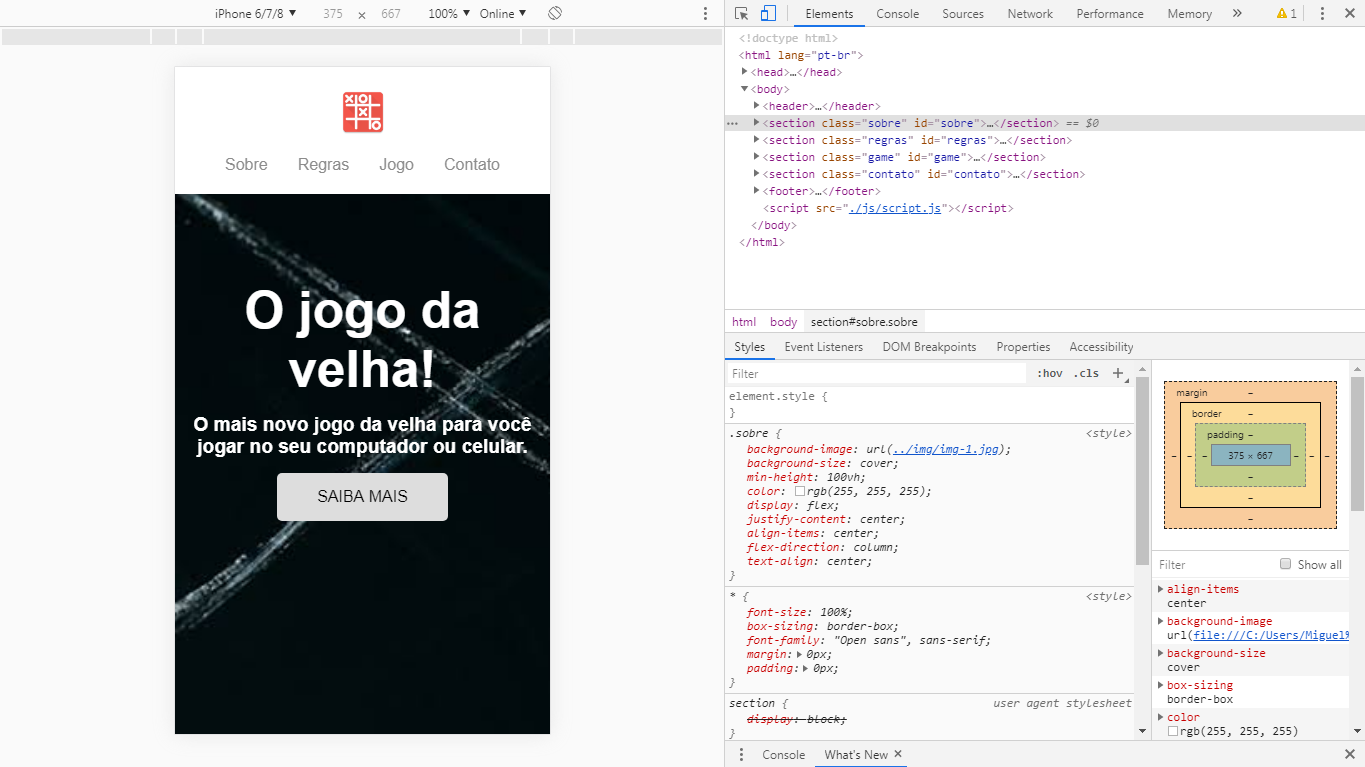 iPhone 6/7/8 ▼ 375 × 667 100% ▼ Online ▼
Sobre Regras Jogo Contato
O jogo da
velha!
O mais novo jogo da velha para você
jogar no seu computador ou celular.
SAIBA MAIS
Elements Console Sources Network Performance Memory » 1
<!doctype html>
<html lang="pt-br">
<head>…</head>
<body>
<header>…</header>
… <section class="sobre" id="sobre">…</section> == $0
<section class="regras" id="regras">…</section>
<section class="game" id="game">…</section>
<section class="contato" id="contato">…</section>
<footer>…</footer>
<script src="./js/script.js"></script>
</body>
</html>
html body section#sobre.sobre
Styles Event Listeners DOM Breakpoints Properties Accessibility
Filter :hov .cls +
element.style {
}
.sobre { <style>
background-image: url(../img/img-1.jpg);
background-size: cover;
min-height: 100vh;
color: rgb(255, 255, 255);
display: flex;
justify-content: center;
align-items: center;
flex-direction: column;
text-align: center;
}
* { <style>
font-size: 100%;
box-sizing: border-box;
font-family: "Open sans", sans-serif;
margin: 0px;
padding: 0px;
}
section { user agent stylesheet
display: block;
}
margin –
border –
padding –
– – – 375 × 667 – – –
–
–
–
Filter Show all
align-items
center
background-image
url(file:///C:/Users/Miguel%
background-size
cover
box-sizing
border-box
color
rgb(255, 255, 255)
Console What's New ×